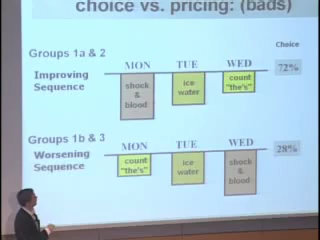 choice vs. pricing: (bads)
Choice
Groups 1a & 2
MON TUE WED
Improving
Sequence
shock
&
blood
ice
water
count
"the's"
72%
Groups 1b & 3
MON TUE WED
Worsening
Sequence
count
"the's"
ice
water
shock
&
blood
28%